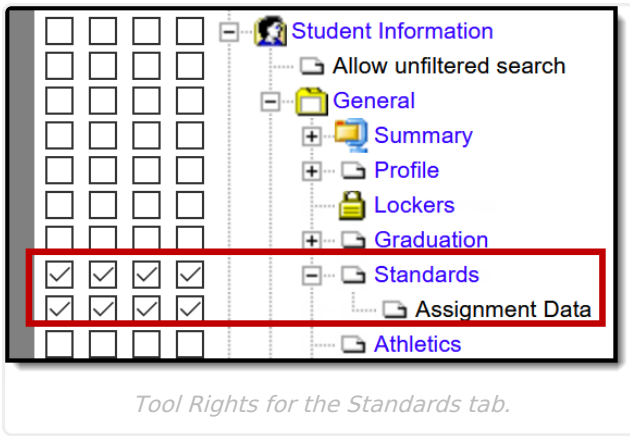 Student Information
Allow unfiltered search
General
Summary
Profile
Lockers
Graduation
Standards
Assignment Data
Athletics
Tool Rights for the Standards tab.